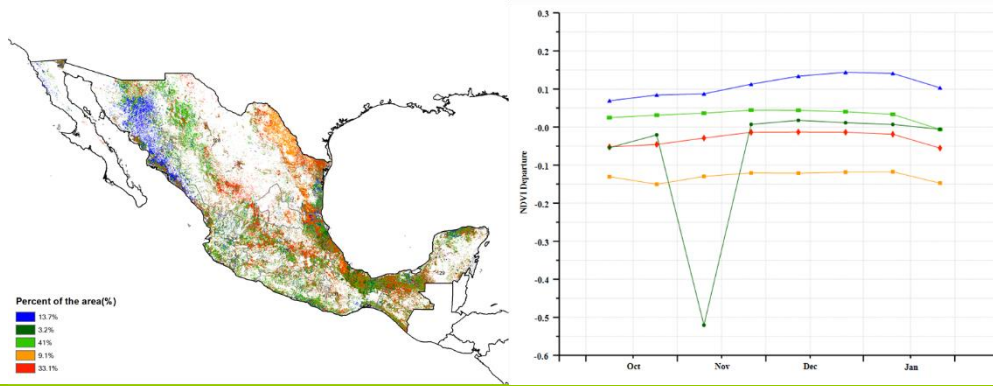 Percent of the area(%)
13.7%
3.2%
41%
9.1%
33.1%
NDVI Departure
0.3
0.2
0.1
-0.0
-0.1
-0.2
-0.3
-0.4
-0.5
-0.6
Oct
Nov
Dec
Jan